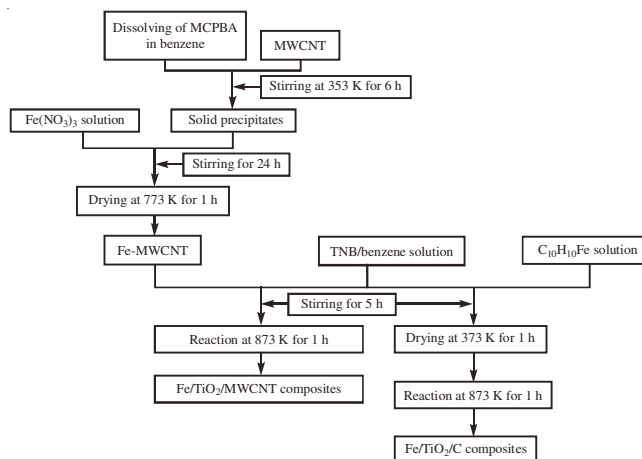 Dissolving of MCPBA
in benzene
MWCNT
Stirring at 353 K for 6 h
Fe(NO₃)₃ solution
Solid precipitates
Stirring for 24 h
Drying at 773 K for 1 h
Fe-MWCNT
TNB/benzene solution
C₁₀H₁₀Fe solution
Stirring for 5 h
Reaction at 873 K for 1 h
Drying at 373 K for 1 h
Fe/TiO₂/MWCNT composites
Reaction at 873 K for 1 h
Fe/TiO₂/C composites